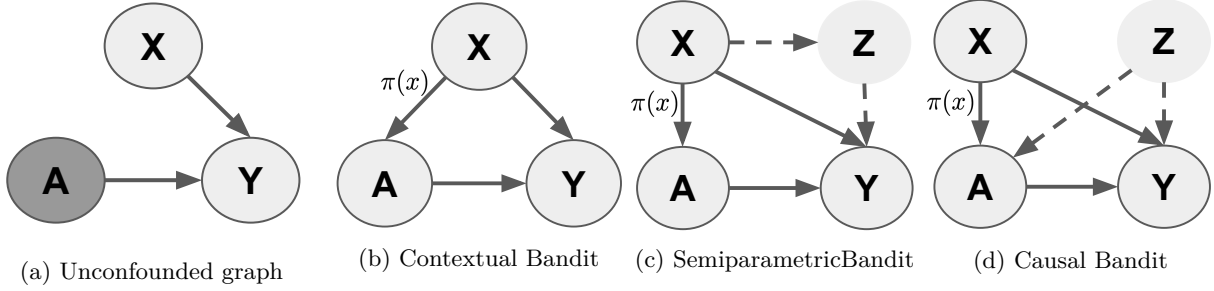 X
A
Y
(a) Unconfounded graph
X
π(x)
A
Y
(b) Contextual Bandit
X
Z
π(x)
A
Y
(c) SemiparametricBandit
X
Z
π(x)
A
Y
(d) Causal Bandit